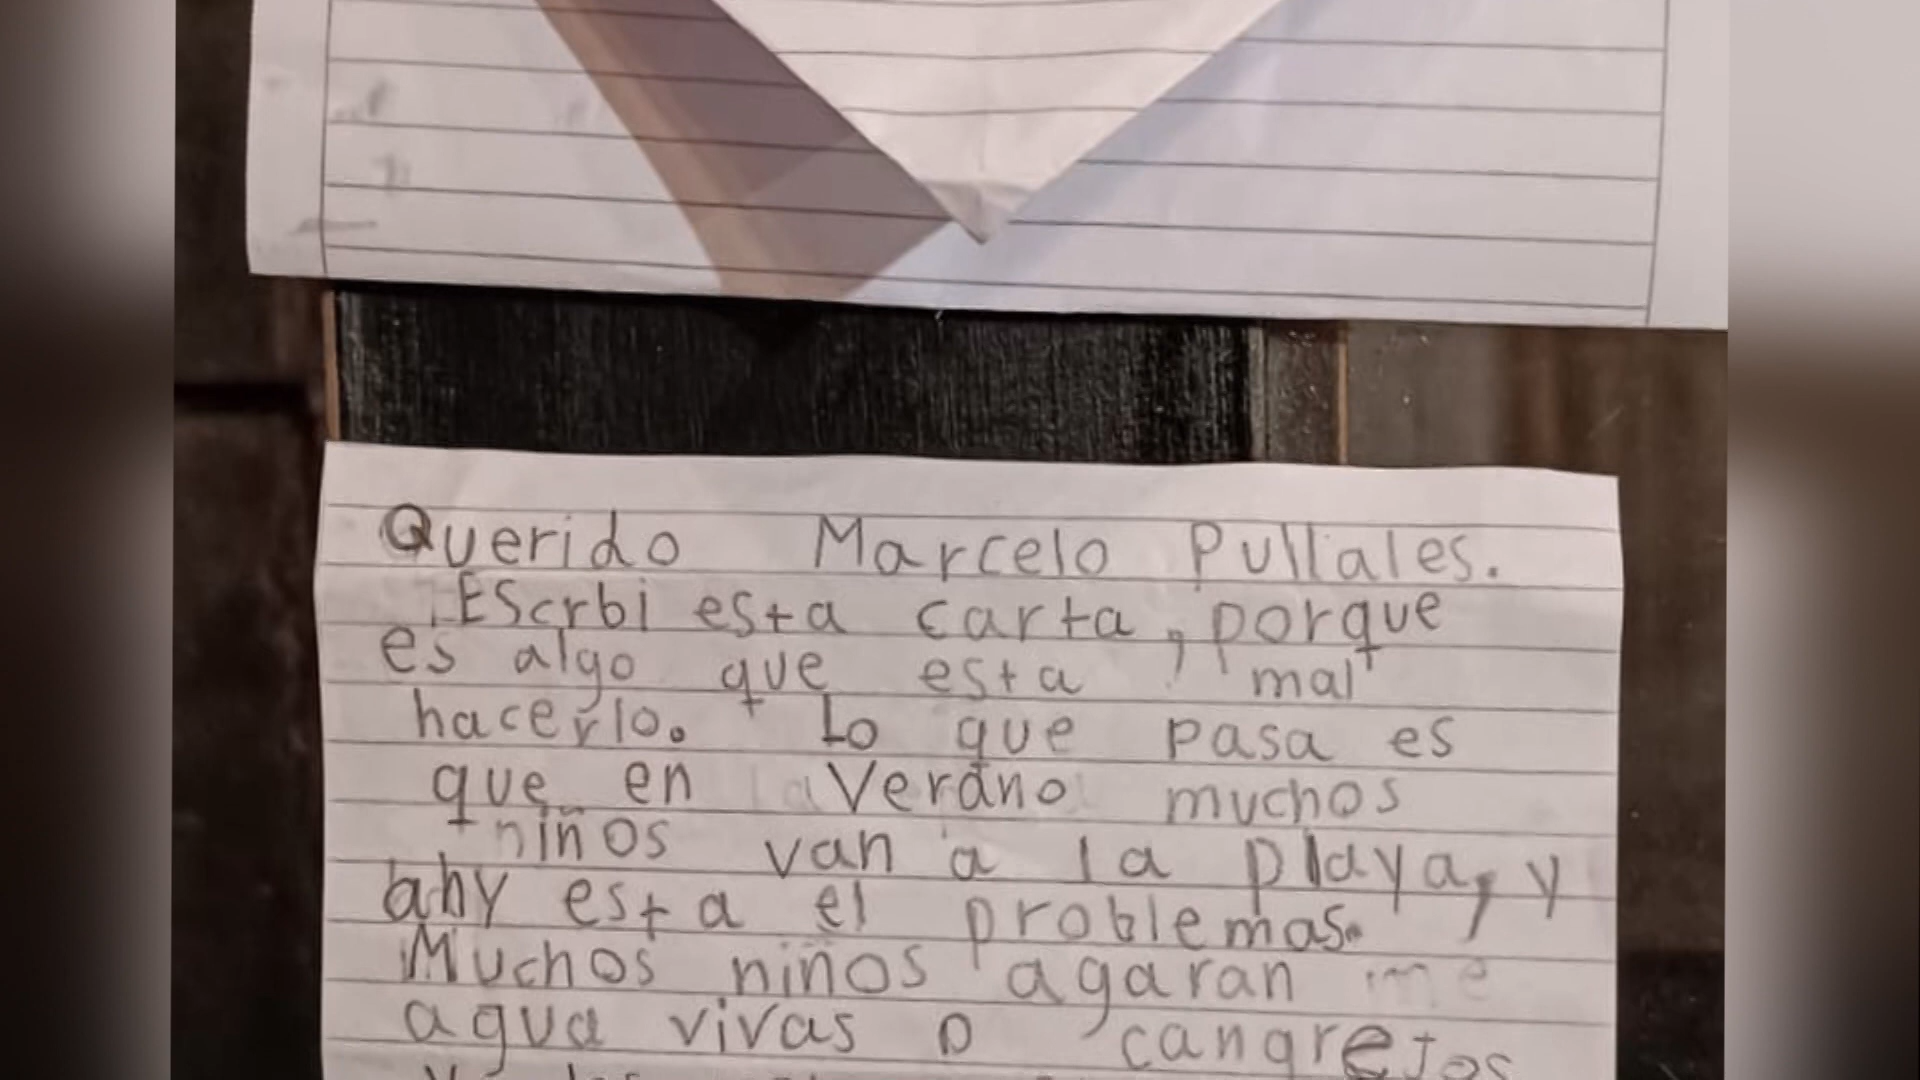 Querido Marcelo Pullales.
Escrbi esta carta, porque
es algo que esta mal
hacerlo. Lo que pasa es
que en Verano muchos
niños van a la playa, y
ahy esta el problemas.
Muchos niños agaran me
agua vivas o cangrejos